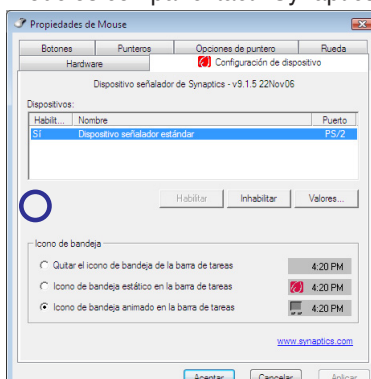 Propiedades de Mouse
Botones Punteros Opciones de puntero Rueda
Hardware Configuración de dispositivo
Dispositivo señalador de Synaptics - v9.1.5 22Nov06
Dispositivos:
Habilit... Nombre Puerto
Sí Dispositivo señalador estándar PS/2
Habilitar Inhabilitar Valores...
Icono de bandeja
Quitar el icono de bandeja de la barra de tareas 4:20 PM
Icono de bandeja estático en la barra de tareas 4:20 PM
Icono de bandeja animado en la barra de tareas 4:20 PM
www.synaptics.com
Aceptar Cancelar Aplicar